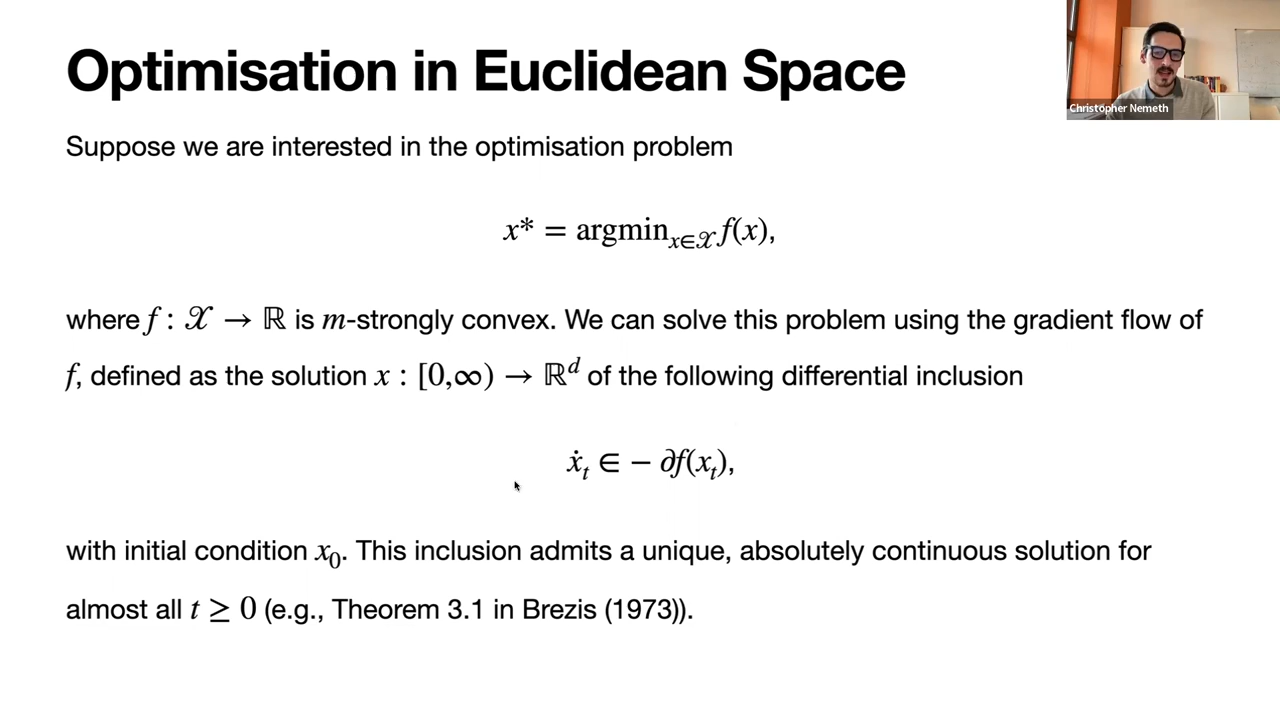 Optimisation in Euclidean Space
Christopher Nemeth
Suppose we are interested in the optimisation problem
x* = argmin_{x∈𝒳} f(x),
where f : 𝒳 → ℝ is m-strongly convex. We can solve this problem using the gradient flow of
f, defined as the solution x : [0,∞) → ℝ^d of the following differential inclusion
ẋ_t ∈ − ∂f(x_t),
with initial condition x_0. This inclusion admits a unique, absolutely continuous solution for
almost all t ≥ 0 (e.g., Theorem 3.1 in Brezis (1973)).